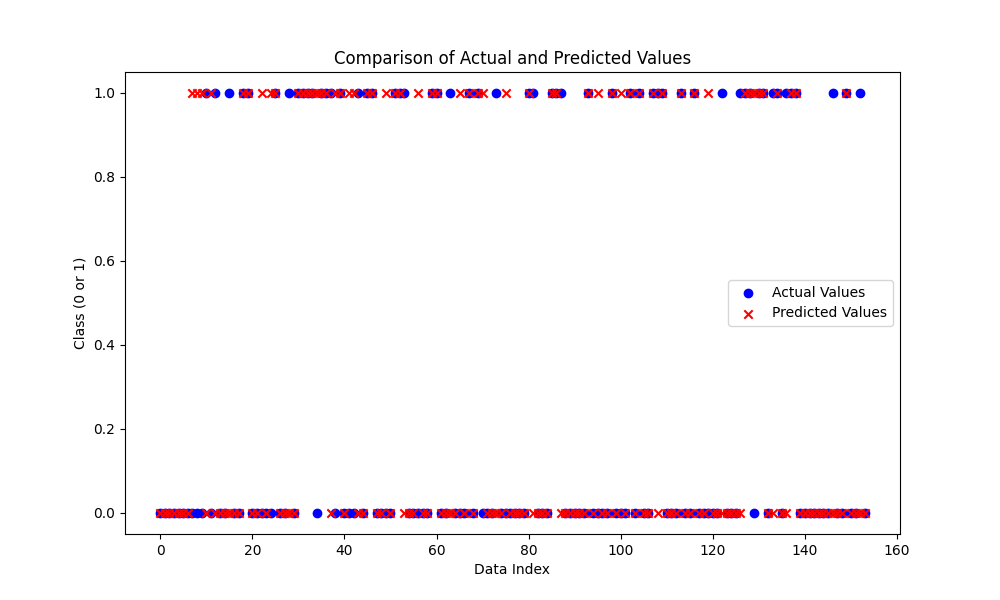 Comparison of Actual and Predicted Values
1.0
0.8
0.6
0.4
0.2
0.0
Class (0 or 1)
Actual Values
Predicted Values
0 20 40 60 80 100 120 140 160
Data Index